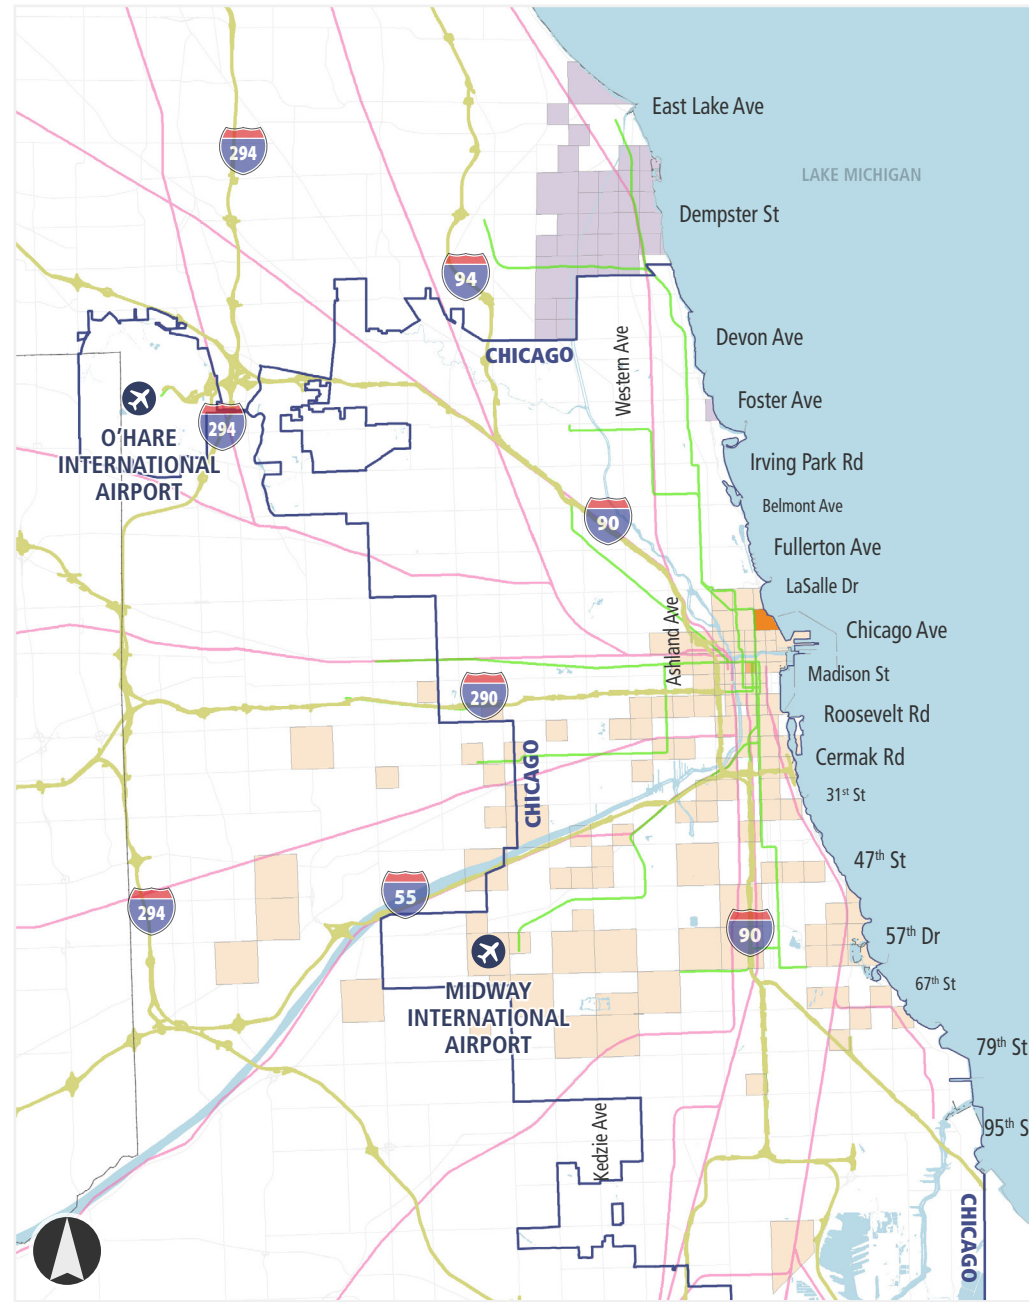 East Lake Ave
294
LAKE MICHIGAN
Dempster St
94
Devon Ave
CHICAGO
Western Ave
Foster Ave
294
O'HARE
INTERNATIONAL
AIRPORT
Irving Park Rd
Belmont Ave
90
Fullerton Ave
LaSalle Dr
Ashland Ave
Chicago Ave
Madison St
290
Roosevelt Rd
CHICAGO
Cermak Rd
31st St
47th St
55
294
90
57th Dr
67th St
MIDWAY
INTERNATIONAL
AIRPORT
79th St
Kedzie Ave
95th S
CHICAGO